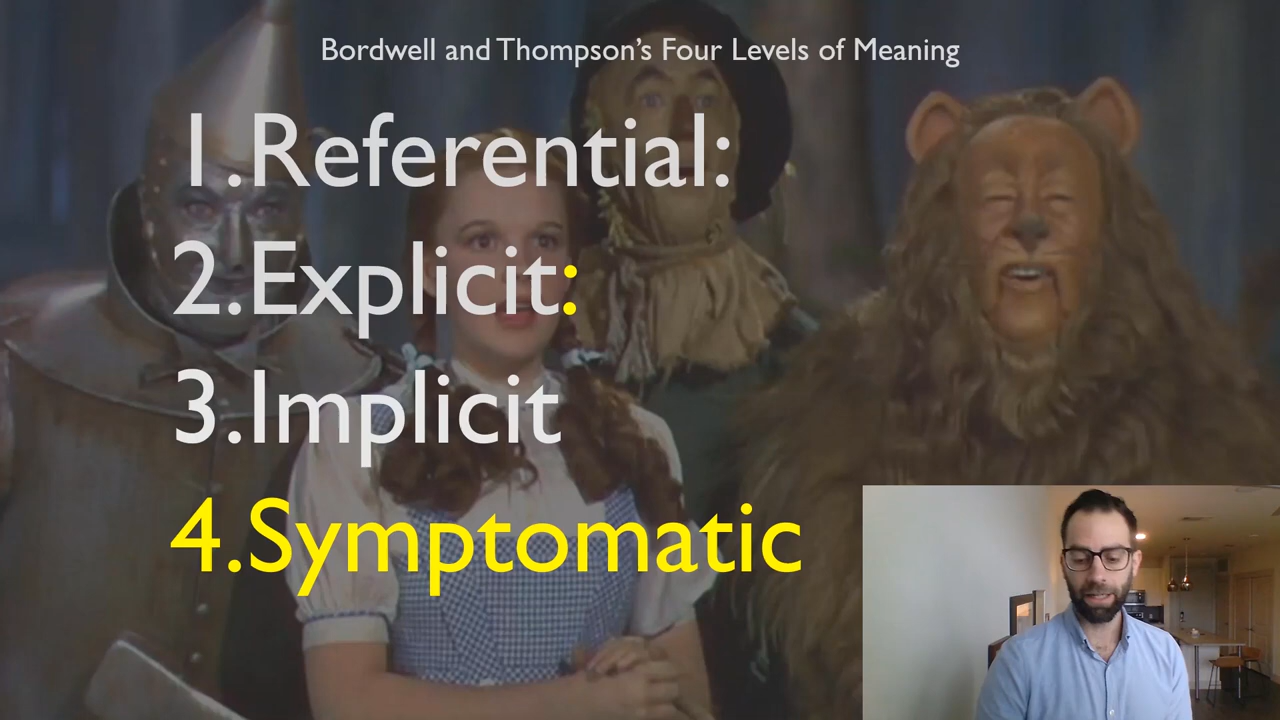 Bordwell and Thompson’s Four Levels of Meaning
1.Referential:
2.Explicit:
3.Implicit
4.Symptomatic